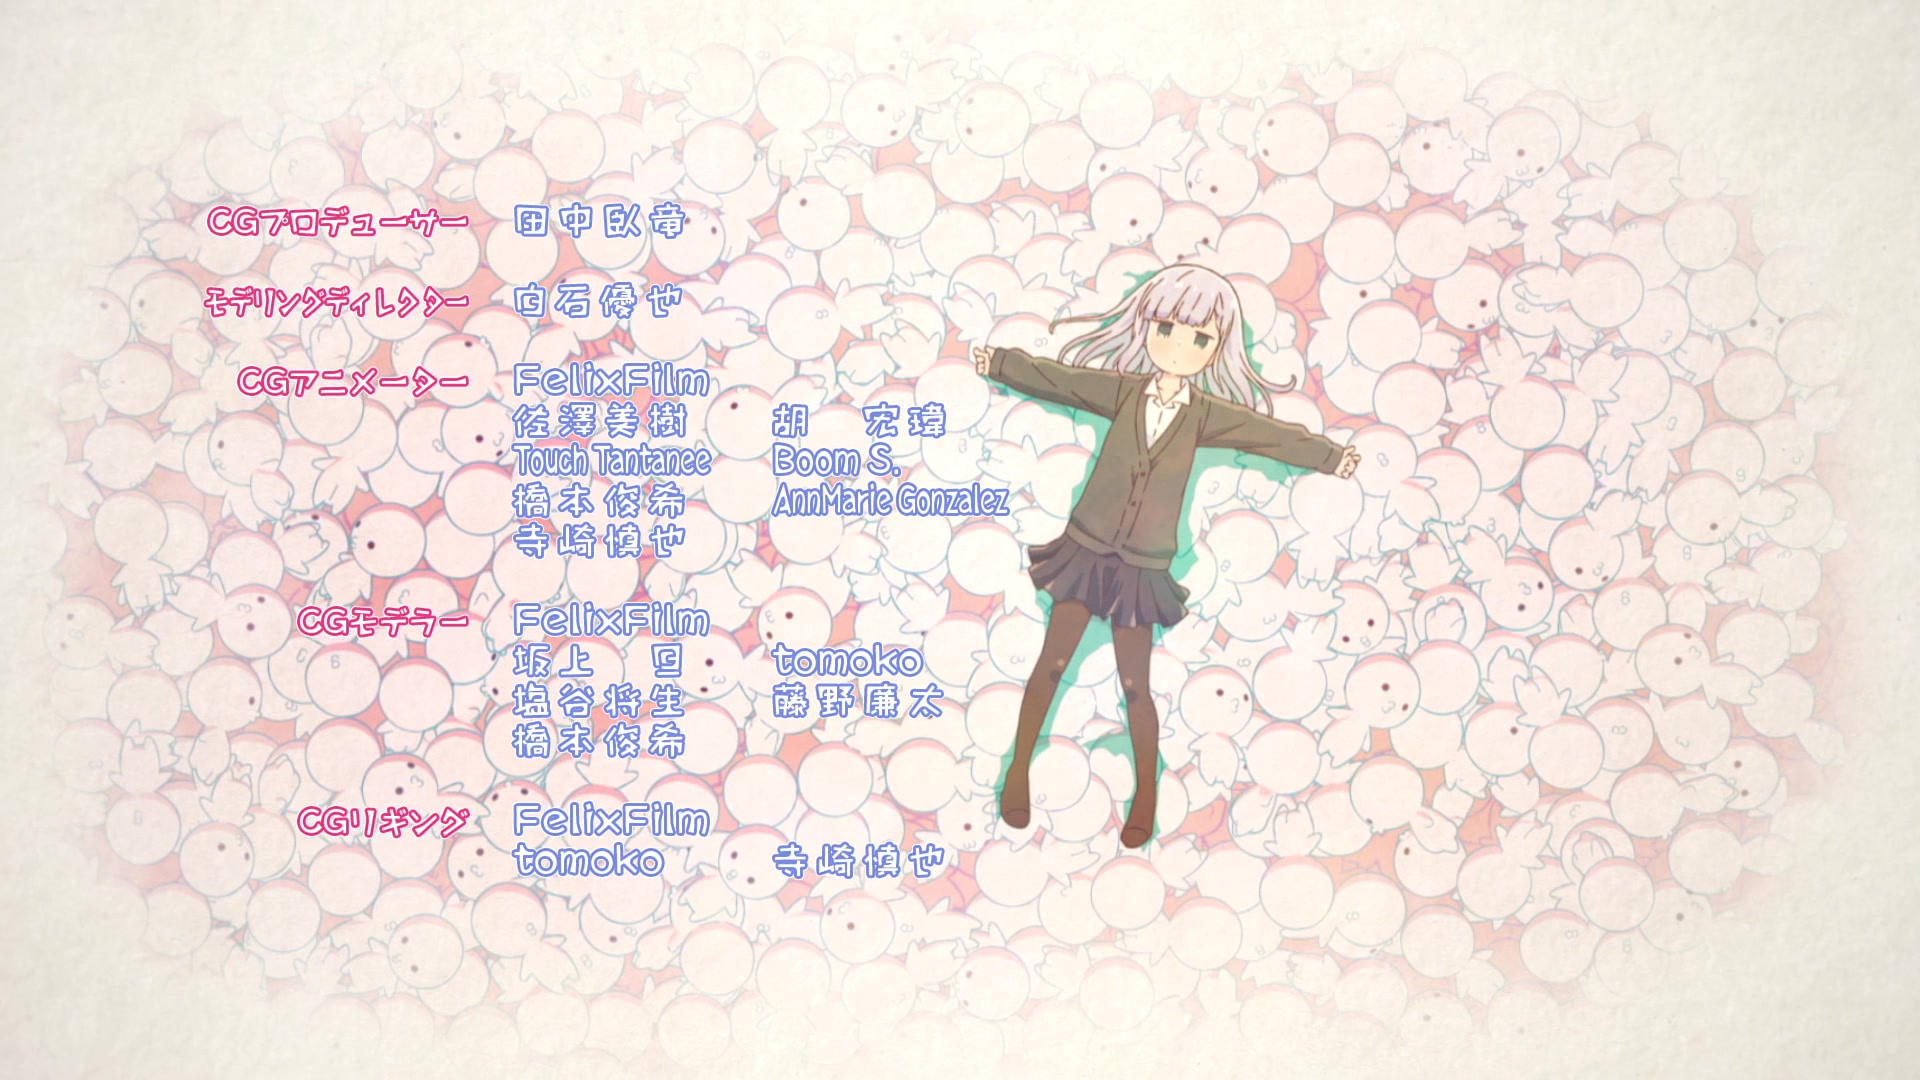 CGプロデューサー 田中臥竜
モデリングディレクター 白石優也
CGアニメーター FelixFilm
佐澤美樹 胡 宏瑋
Touch Tantanee Boom S.
橋本俊希 AnnMarie Gonzalez
寺崎慎也
CGモデラー FelixFilm
坂上 旦 tomoko
塩谷将生 藤野廉太
橋本俊希
CGリギング FelixFilm
tomoko 寺崎慎也